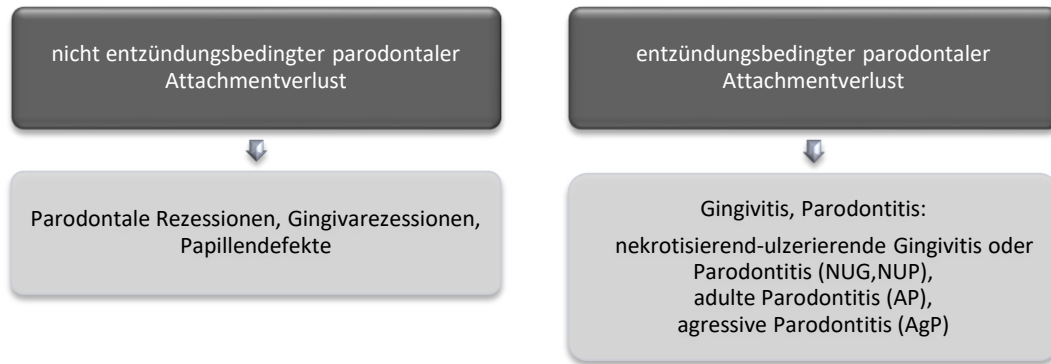 nicht entzündungsbedingter parodontaler
Attachmentverlust
Parodontale Rezessionen, Gingivarezessionen,
Papillendefekte
entzündungsbedingter parodontaler
Attachmentverlust
Gingivitis, Parodontitis:
nekrotisierend-ulzerierende Gingivitis oder
Parodontitis (NUG,NUP),
adulte Parodontitis (AP),
agressive Parodontitis (AgP)